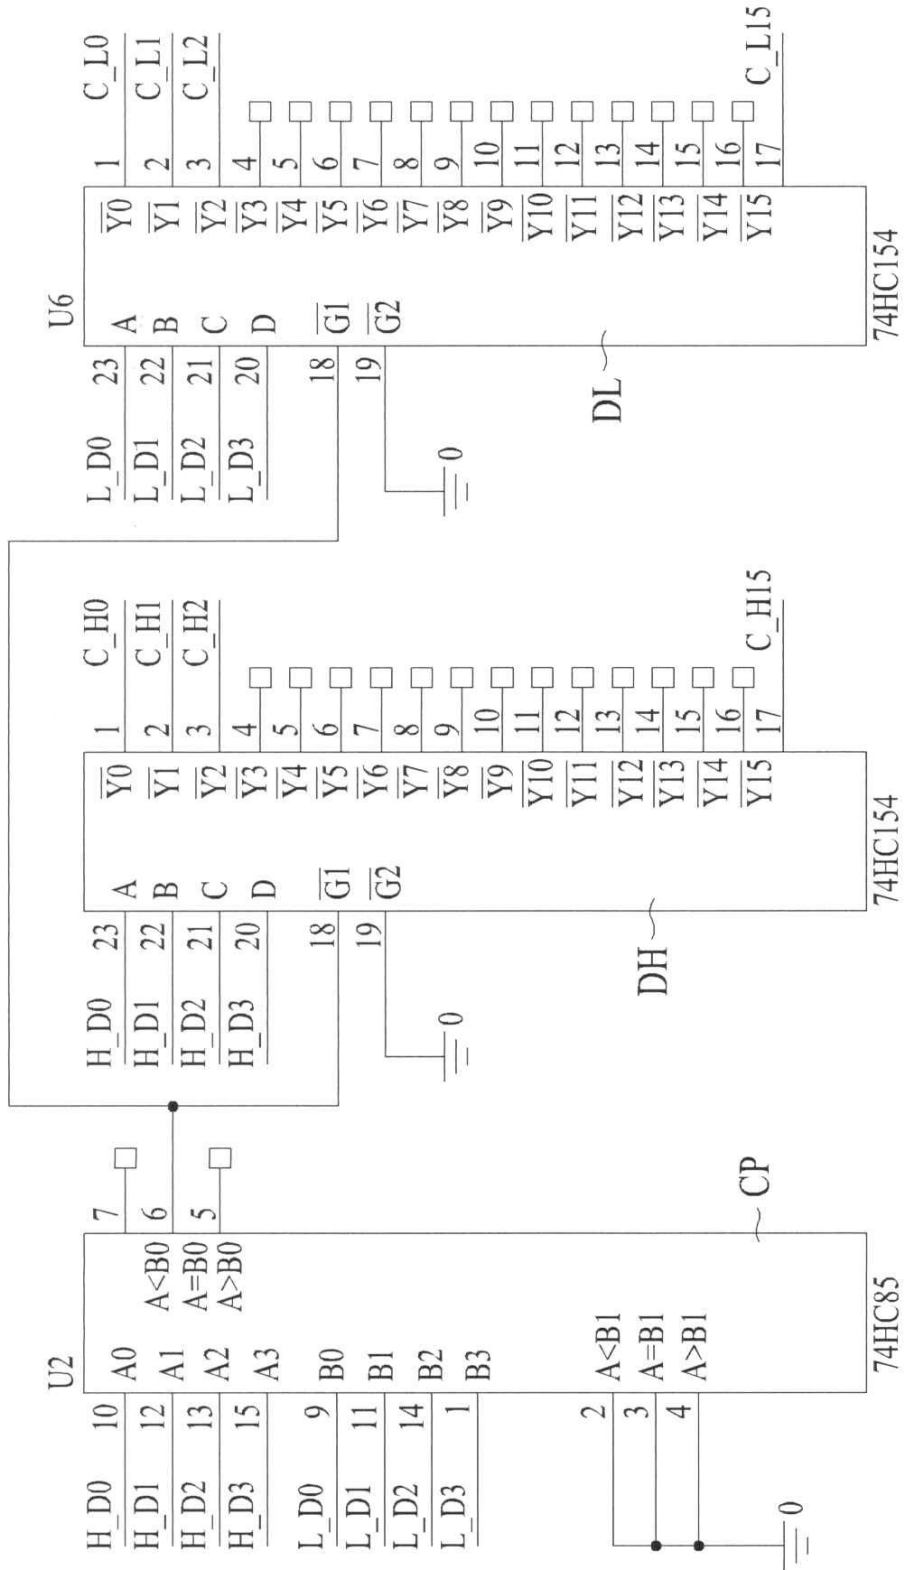 U2
H_D0 10 A0
H_D1 12 A1
H_D2 13 A2
H_D3 15 A3
L_D0 9 B0
L_D1 11 B1
L_D2 14 B2
L_D3 1 B3
2 A<B1
3 A=B1
4 A>B1
0
7
A<B0 6
A=B0 5
A>B0
CP
74HC85
H_D0 23 A
H_D1 22 B
H_D2 21 C
H_D3 20 D
18 G1
19 G2
0
Y0 1 C_H0
Y1 2 C_H1
Y2 3 C_H2
Y3 4
Y4 5
Y5 6
Y6 7
Y7 8
Y8 9
Y9 10
Y10 11
Y11 12
Y12 13
Y13 14
Y14 15
Y15 16
17 C_H15
DH
74HC154
U6
L_D0 23 A
L_D1 22 B
L_D2 21 C
L_D3 20 D
18 G1
19 G2
0
Y0 1 C_L0
Y1 2 C_L1
Y2 3 C_L2
Y3 4
Y4 5
Y5 6
Y6 7
Y7 8
Y8 9
Y9 10
Y10 11
Y11 12
Y12 13
Y13 14
Y14 15
Y15 16
17 C_L15
DL
74HC154